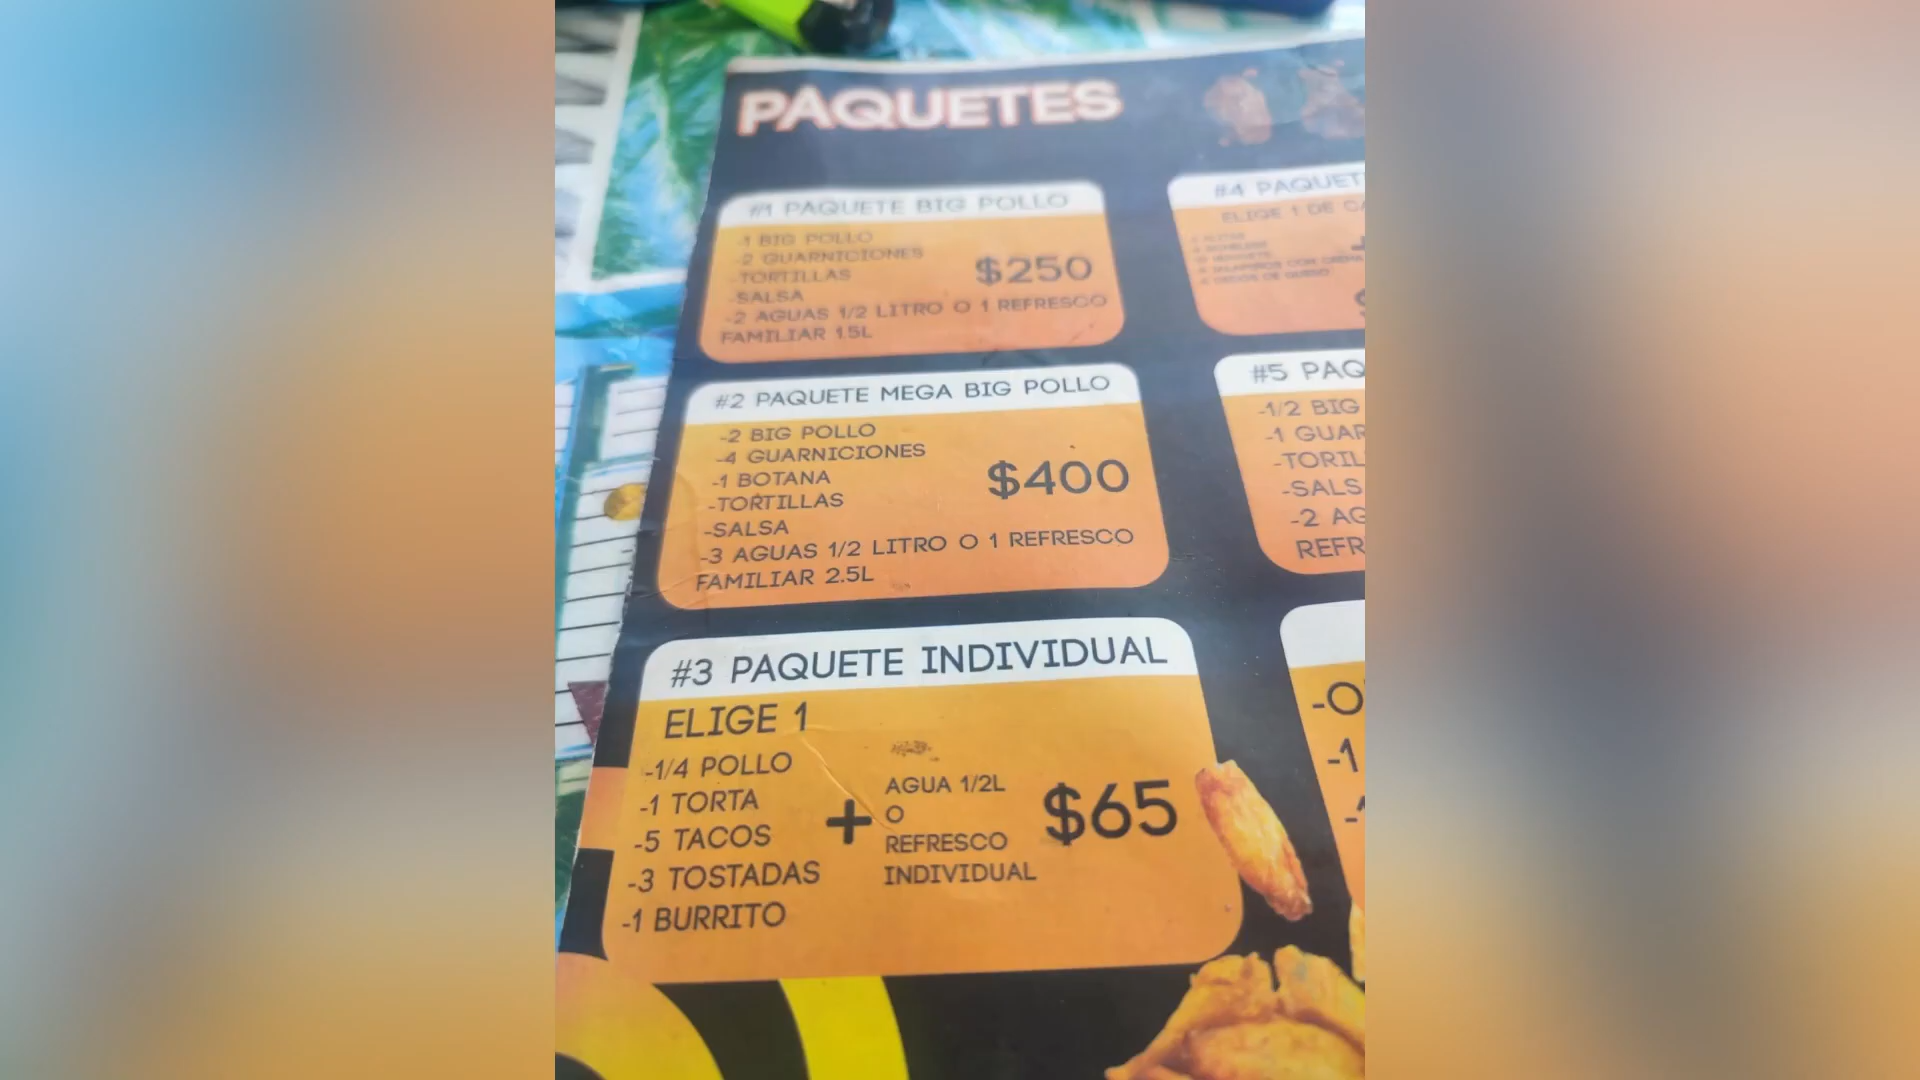 PAQUETES
#1 PAQUETE BIG POLLO
-1 BIG POLLO
-2 GUARNICIONES
-TORTILLAS
-SALSA
-2 AGUAS 1/2 LITRO O 1 REFRESCO
FAMILIAR 1.5L
$250
#2 PAQUETE MEGA BIG POLLO
-2 BIG POLLO
-4 GUARNICIONES
-1 BOTANA
-TORTILLAS
-SALSA
-3 AGUAS 1/2 LITRO O 1 REFRESCO
FAMILIAR 2.5L
$400
#3 PAQUETE INDIVIDUAL
ELIGE 1
-1/4 POLLO
-1 TORTA
-5 TACOS
-3 TOSTADAS
-1 BURRITO
+
AGUA 1/2L
O
REFRESCO
INDIVIDUAL
$65
#4 PAQUET
ELIGE 1 DE CA
#5 PAQ
-1/2 BIG
-1 GUAR
-TORIL
-SALS
-2 AG
REFR
-O
-1